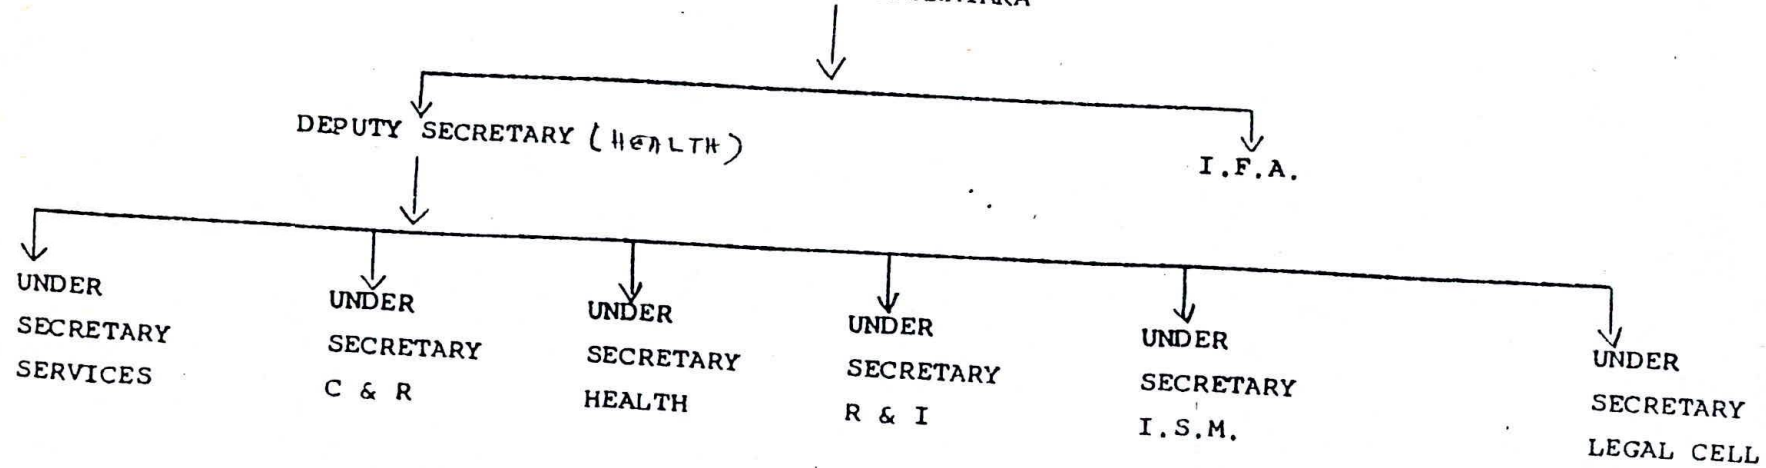 DEPUTY SECRETARY (HEALTH)
I.F.A.
UNDER
SECRETARY
SERVICES
UNDER
SECRETARY
C & R
UNDER
SECRETARY
HEALTH
UNDER
SECRETARY
R & I
UNDER
SECRETARY
I.S.M.
UNDER
SECRETARY
LEGAL CELL